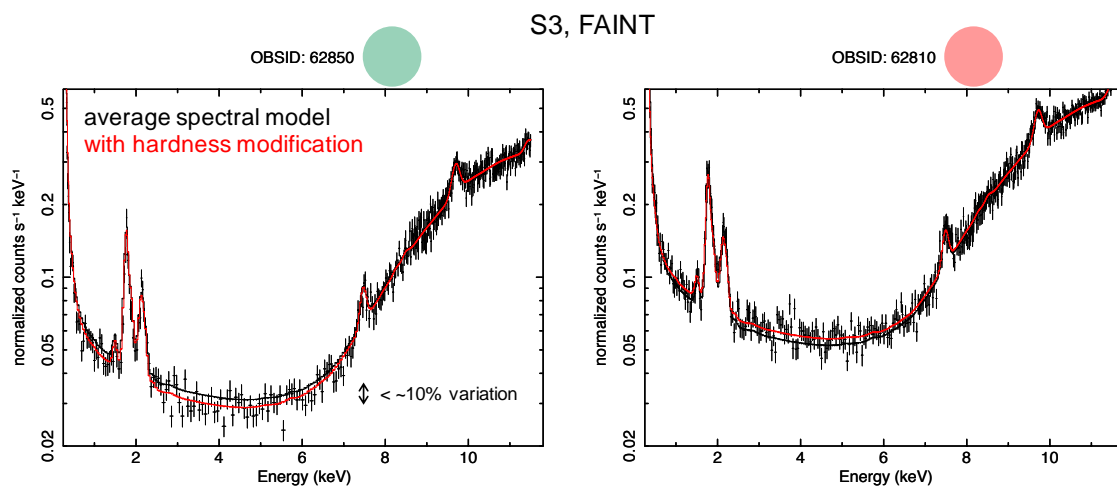 S3, FAINT
OBSID: 62850
OBSID: 62810
average spectral model
with hardness modification
< ~10% variation
normalized counts s⁻¹ keV⁻¹
0.5
0.2
0.1
0.05
0.02
2 4 6 8 10
Energy (keV)
normalized counts s⁻¹ keV⁻¹
0.5
0.2
0.1
0.05
0.02
2 4 6 8 10
Energy (keV)